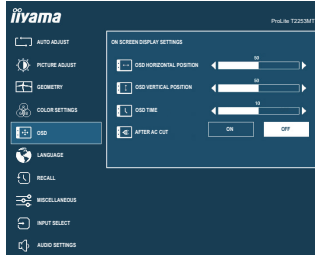 iiyama
ProLite T2253MT
AUTO ADJUST
PICTURE ADJUST
GEOMETRY
COLOR SETTINGS
OSD
LANGUAGE
RECALL
MISCELLANEOUS
INPUT SELECT
AUDIO SETTINGS
ON SCREEN DISPLAY SETTINGS
OSD HORIZONTAL POSITION
50
OSD VERTICAL POSITION
50
OSD TIME
10
AFTER AC CUT
ON
OFF